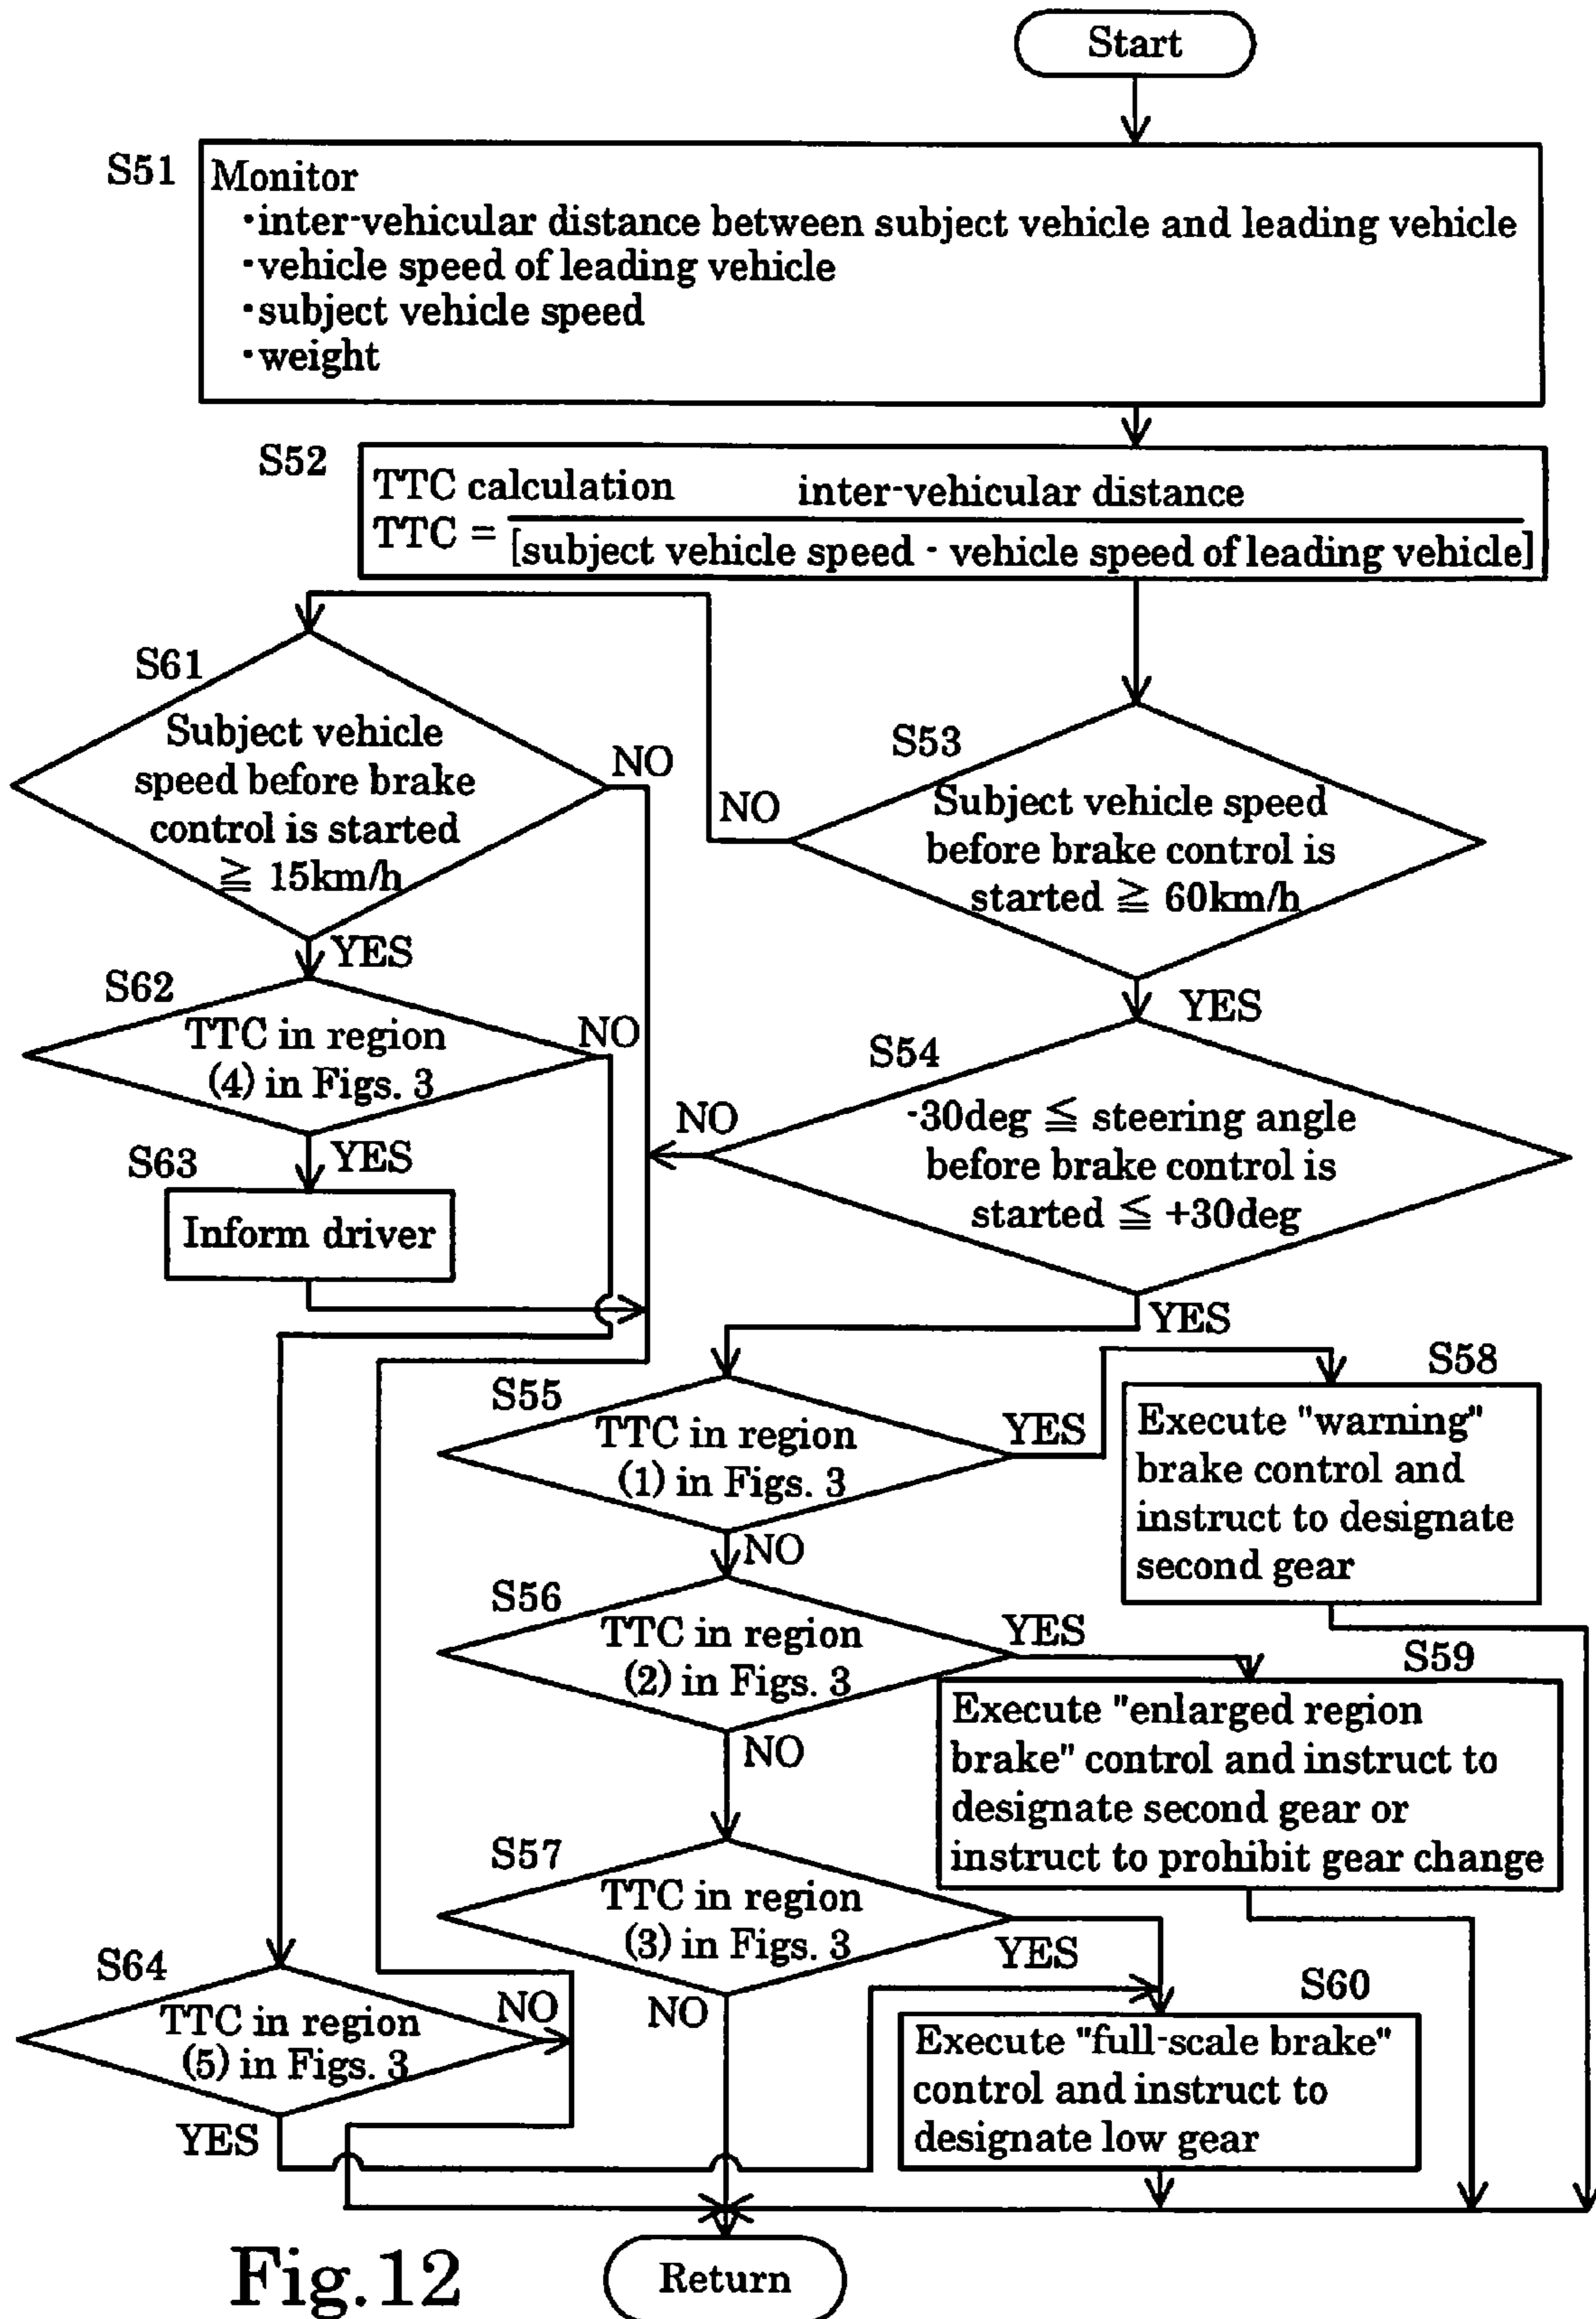 Start
S51
Monitor
・inter-vehicular distance between subject vehicle and leading vehicle
・vehicle speed of leading vehicle
・subject vehicle speed
・weight
S52
TTC calculation
inter-vehicular distance
TTC =
[subject vehicle speed - vehicle speed of leading vehicle]
S61
Subject vehicle
speed before brake
control is started
≧ 15km/h
NO
YES
S53
Subject vehicle speed
before brake control is
started ≧ 60km/h
NO
YES
S62
TTC in region
(4) in Figs. 3
NO
YES
S54
-30deg ≦ steering angle
before brake control is
started ≦ +30deg
NO
YES
S63
Inform driver
S55
TTC in region
(1) in Figs. 3
YES
NO
S58
Execute "warning"
brake control and
instruct to designate
second gear
S56
TTC in region
(2) in Figs. 3
YES
NO
S59
Execute "enlarged region
brake" control and instruct to
designate second gear or
instruct to prohibit gear change
S57
TTC in region
(3) in Figs. 3
YES
NO
S64
TTC in region
(5) in Figs. 3
NO
YES
S60
Execute "full-scale brake"
control and instruct to
designate low gear
Return
Fig.12